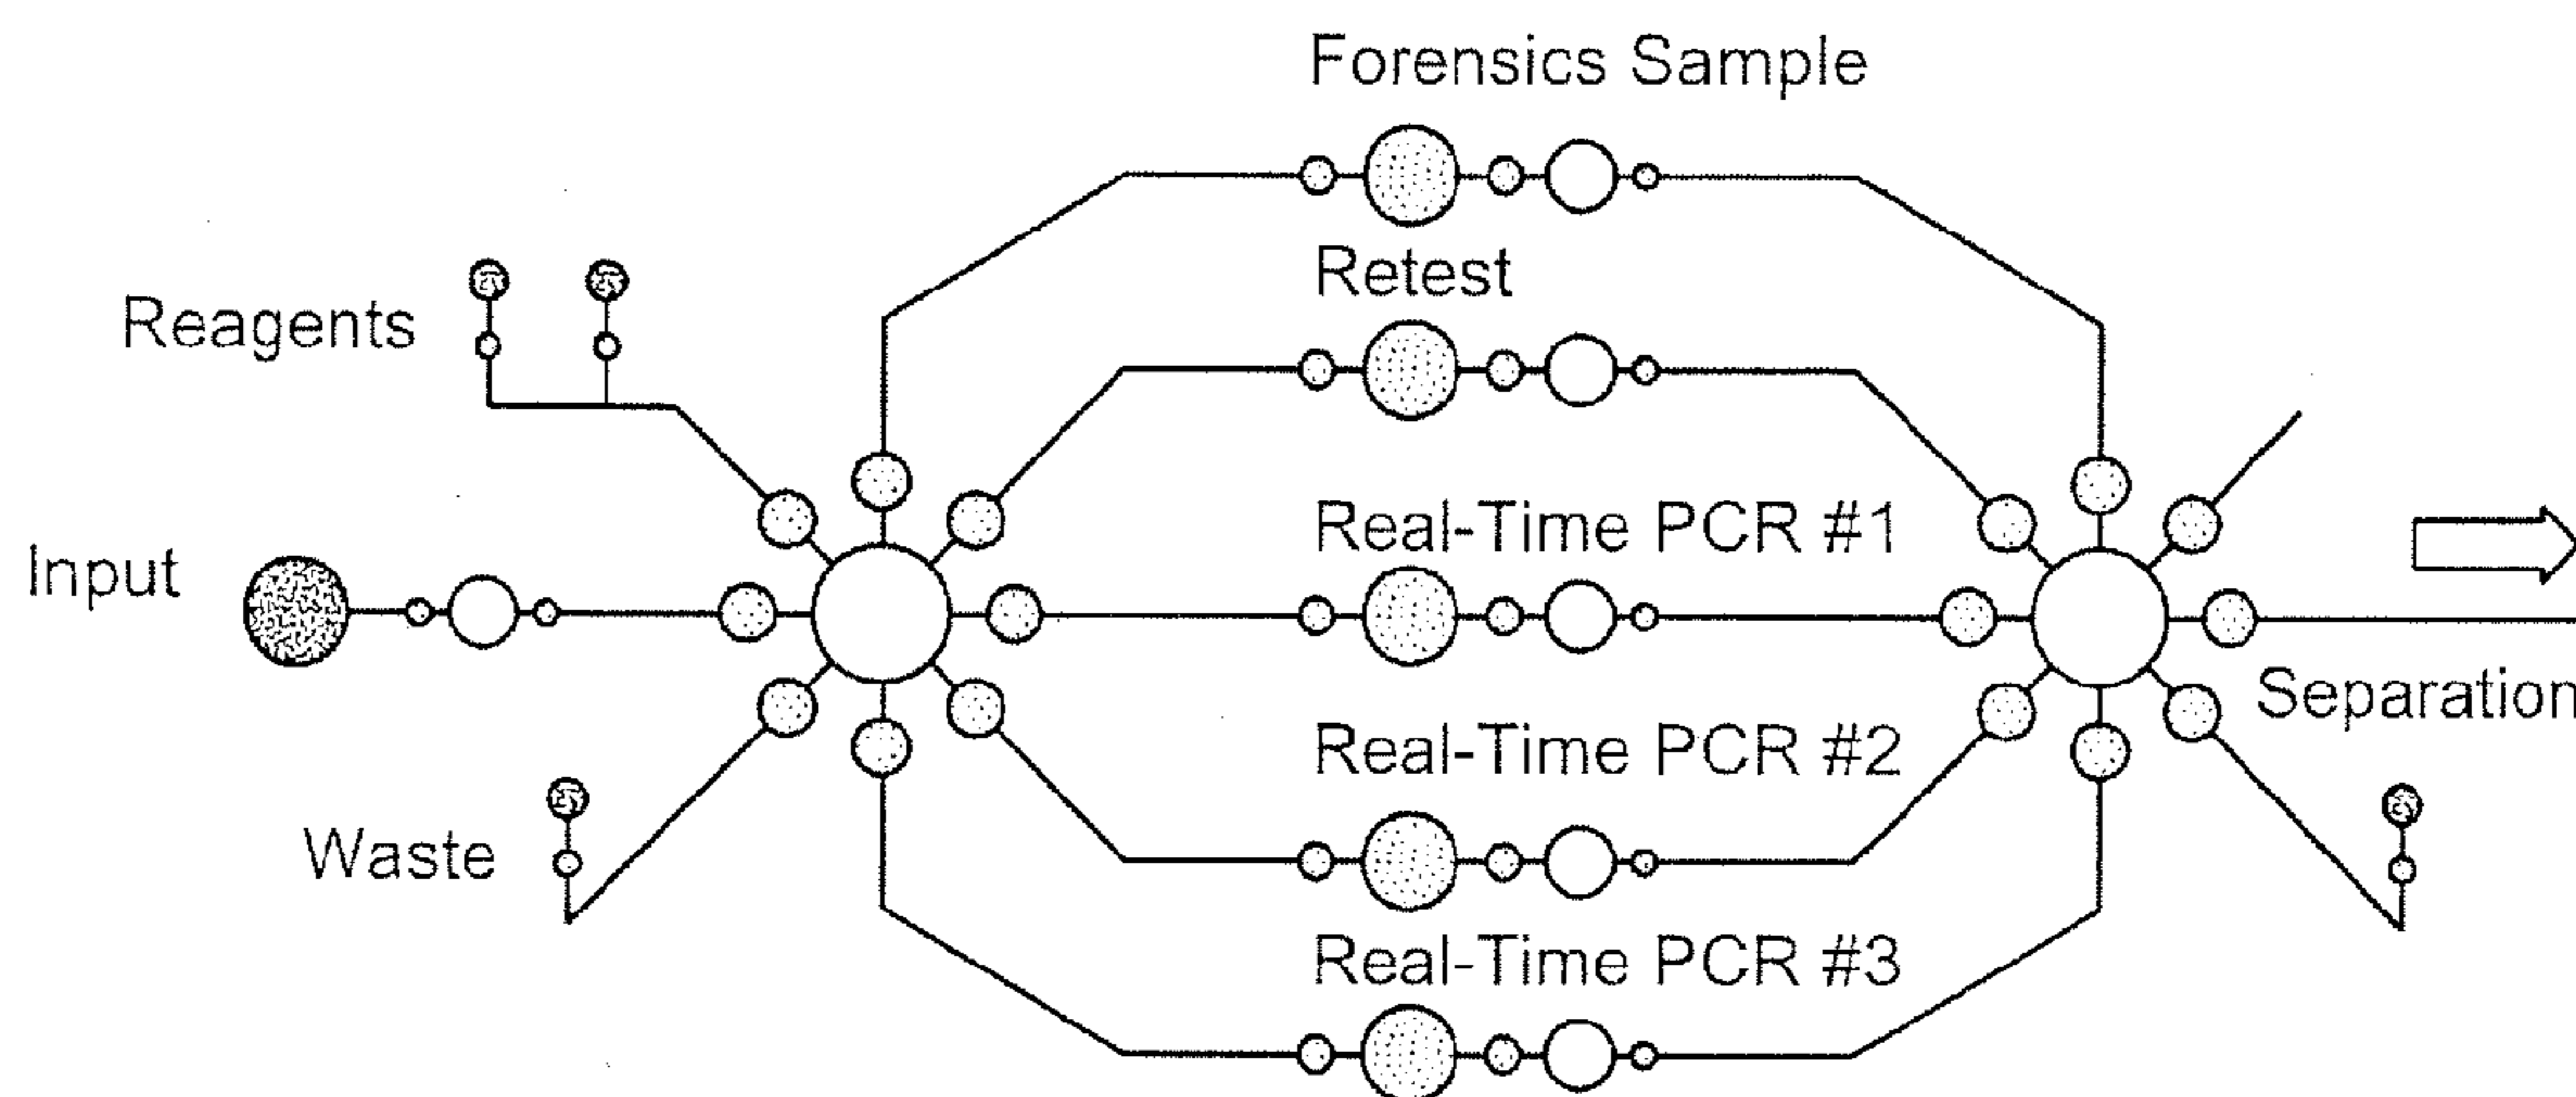 Forensics Sample
Retest
Reagents
Real-Time PCR #1
Input
Separation
Real-Time PCR #2
Waste
Real-Time PCR #3